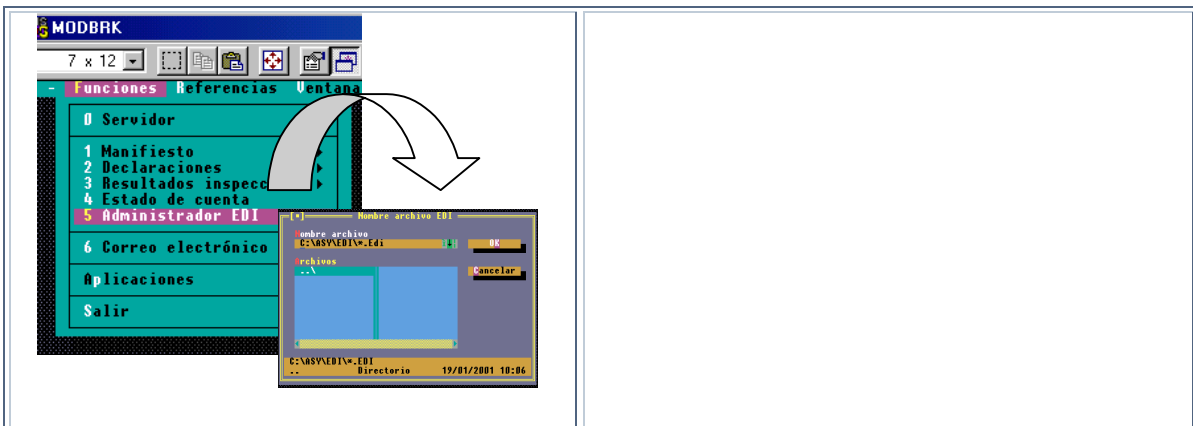 MODBRK
7 x 12
Funciones Referencias Ventana
0 Servidor
1 Manifiesto
2 Declaraciones
3 Resultados inspecc
4 Estado de cuenta
5 Administrador EDI
6 Correo electrónico
Aplicaciones
Salir
Nombre archivo EDI
Nombre archivo
C:\ASY\EDI\*.Edi
OK
Archivos
..\
Cancelar
C:\ASY\EDI\*.EDI
.. Directorio 19/01/2001 10:06